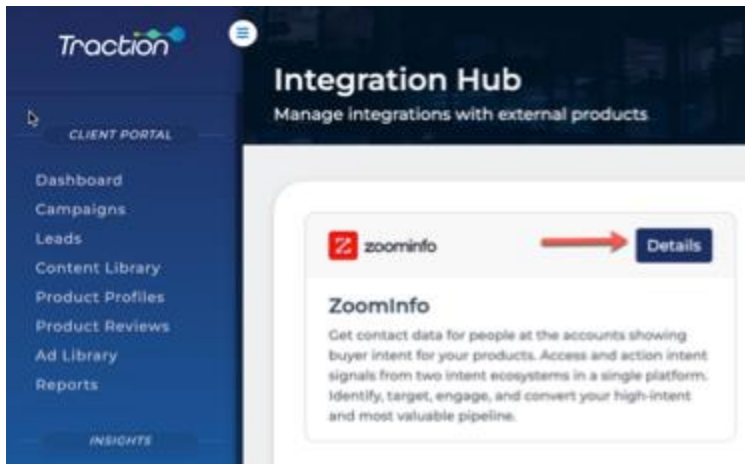 Traction
CLIENT PORTAL
Dashboard
Campaigns
Leads
Content Library
Product Profiles
Product Reviews
Ad Library
Reports
INSIGHTS
Integration Hub
Manage integrations with external products
zoominfo
Details
ZoomInfo
Get contact data for people at the accounts showing
buyer intent for your products. Access and action intent
signals from two intent ecosystems in a single platform.
Identify, target, engage, and convert your high-intent
and most valuable pipeline.